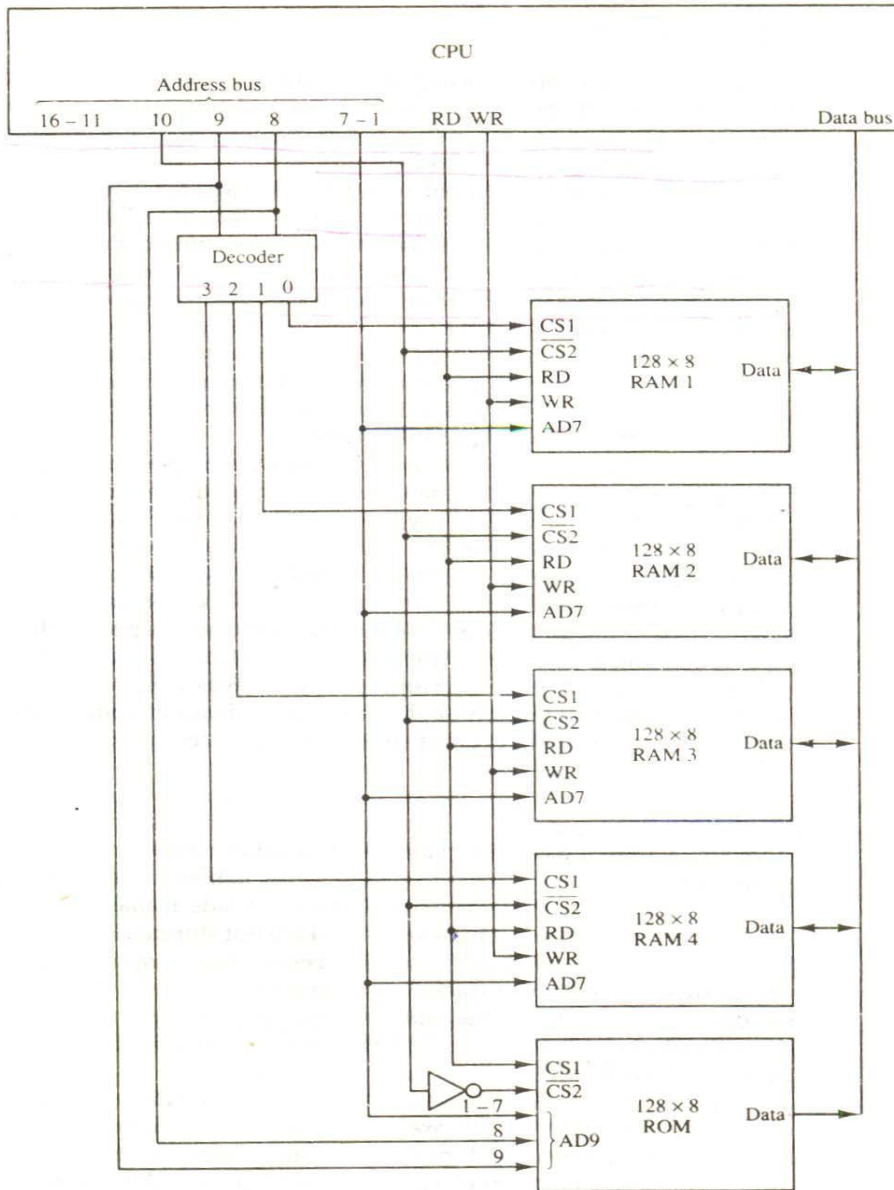 CPU
Address bus
16 – 11 10 9 8 7 – 1 RD WR Data bus
Decoder
3 2 1 0
CS1
CS2
RD
WR
AD7
128 × 8
RAM 1
Data
CS1
CS2
RD
WR
AD7
128 × 8
RAM 2
Data
CS1
CS2
RD
WR
AD7
128 × 8
RAM 3
Data
CS1
CS2
RD
WR
AD7
128 × 8
RAM 4
Data
CS1
CS2
1 – 7
8
9
AD9
128 × 8
ROM
Data